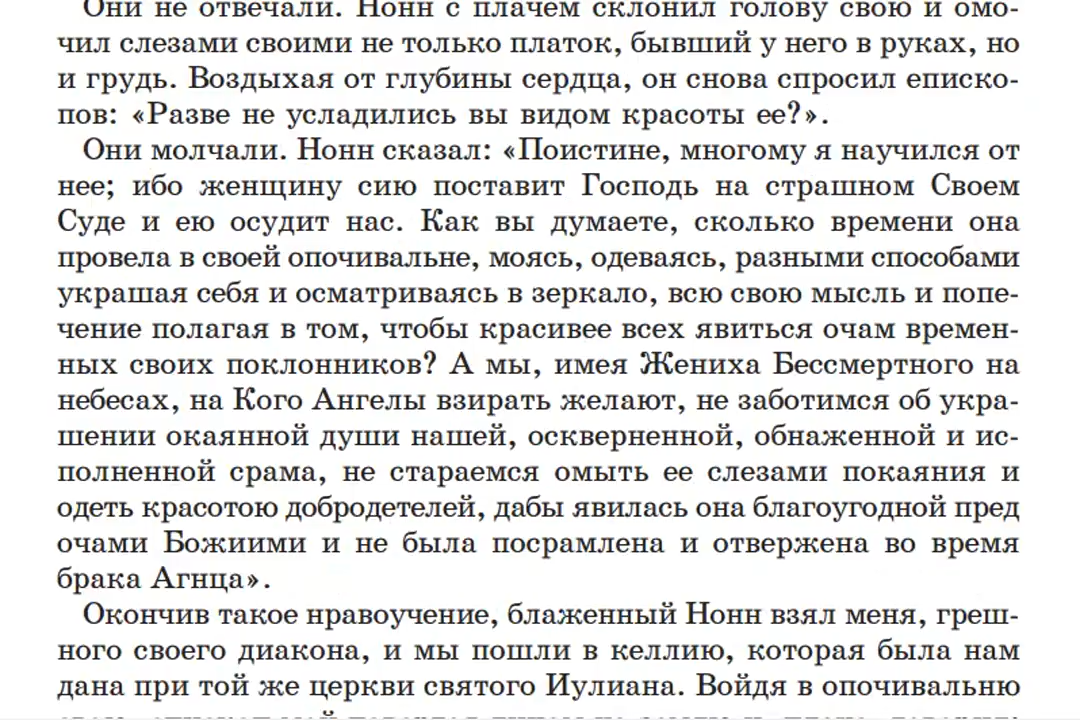 Они не отвечали. Нонн с плачем склонил голову свою и омо-
чил слезами своими не только платок, бывший у него в руках, но
и грудь. Воздыхая от глубины сердца, он снова спросил еписко-
пов: «Разве не усладились вы видом красоты ее?».
Они молчали. Нонн сказал: «Поистине, многому я научился от
нее; ибо женщину сию поставит Господь на страшном Своем
Суде и ею осудит нас. Как вы думаете, сколько времени она
провела в своей опочивальне, моясь, одеваясь, разными способами
украшая себя и осматриваясь в зеркало, всю свою мысль и попе-
чение полагая в том, чтобы красивее всех явиться очам времен-
ных своих поклонников? А мы, имея Жениха Бессмертного на
небесах, на Кого Ангелы взирать желают, не заботимся об укра-
шении окаянной души нашей, оскверненной, обнаженной и ис-
полненной срама, не стараемся омыть ее слезами покаяния и
одеть красотою добродетелей, дабы явилась она благоугодной пред
очами Божиими и не была посрамлена и отвержена во время
брака Агнца».
Окончив такое нравоучение, блаженный Нонн взял меня, греш-
ного своего диакона, и мы пошли в келлию, которая была нам
дана при той же церкви святого Иулиана. Войдя в опочивальню